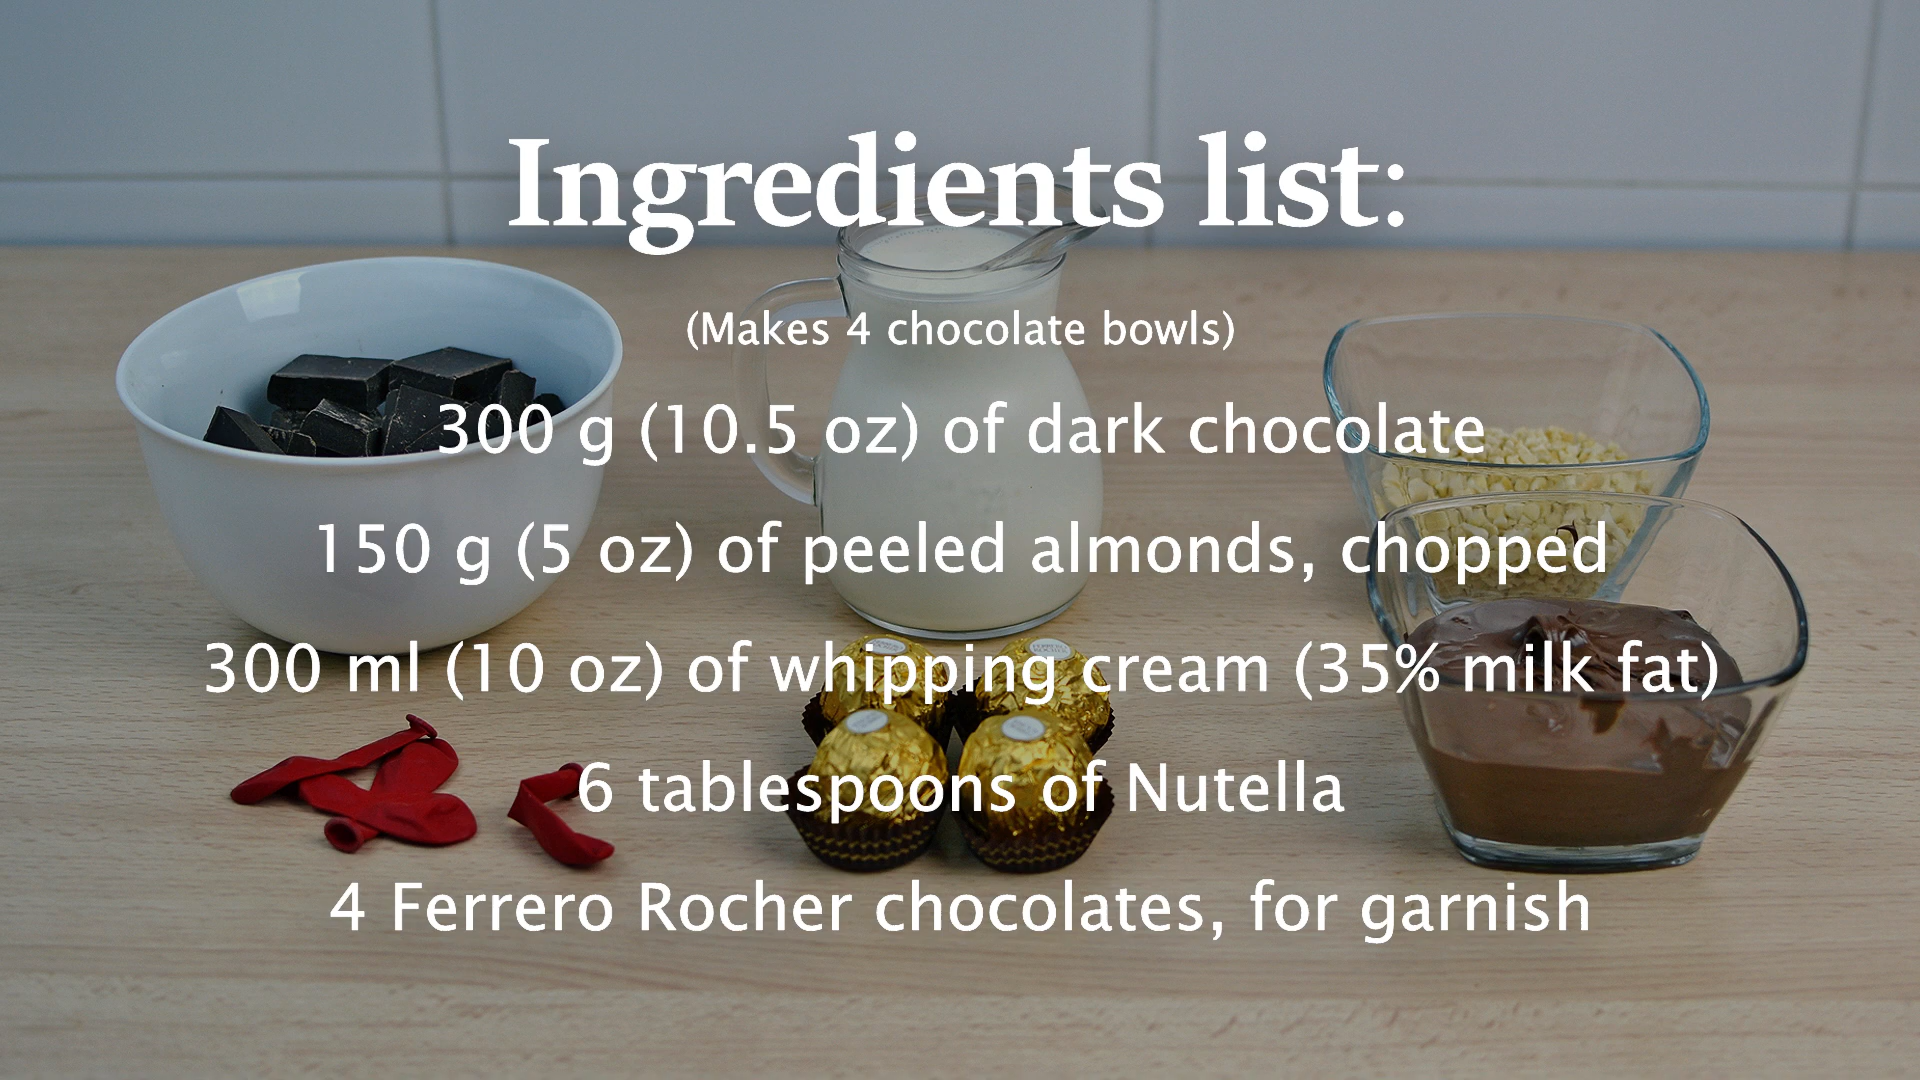 Ingredients list:
(Makes 4 chocolate bowls)
300 g (10.5 oz) of dark chocolate
150 g (5 oz) of peeled almonds, chopped
300 ml (10 oz) of whipping cream (35% milk fat)
6 tablespoons of Nutella
4 Ferrero Rocher chocolates, for garnish